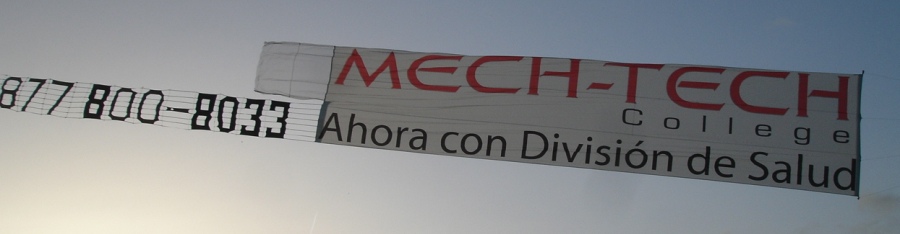 877 800-8033
MECH-TECH
College
Ahora con División de Salud